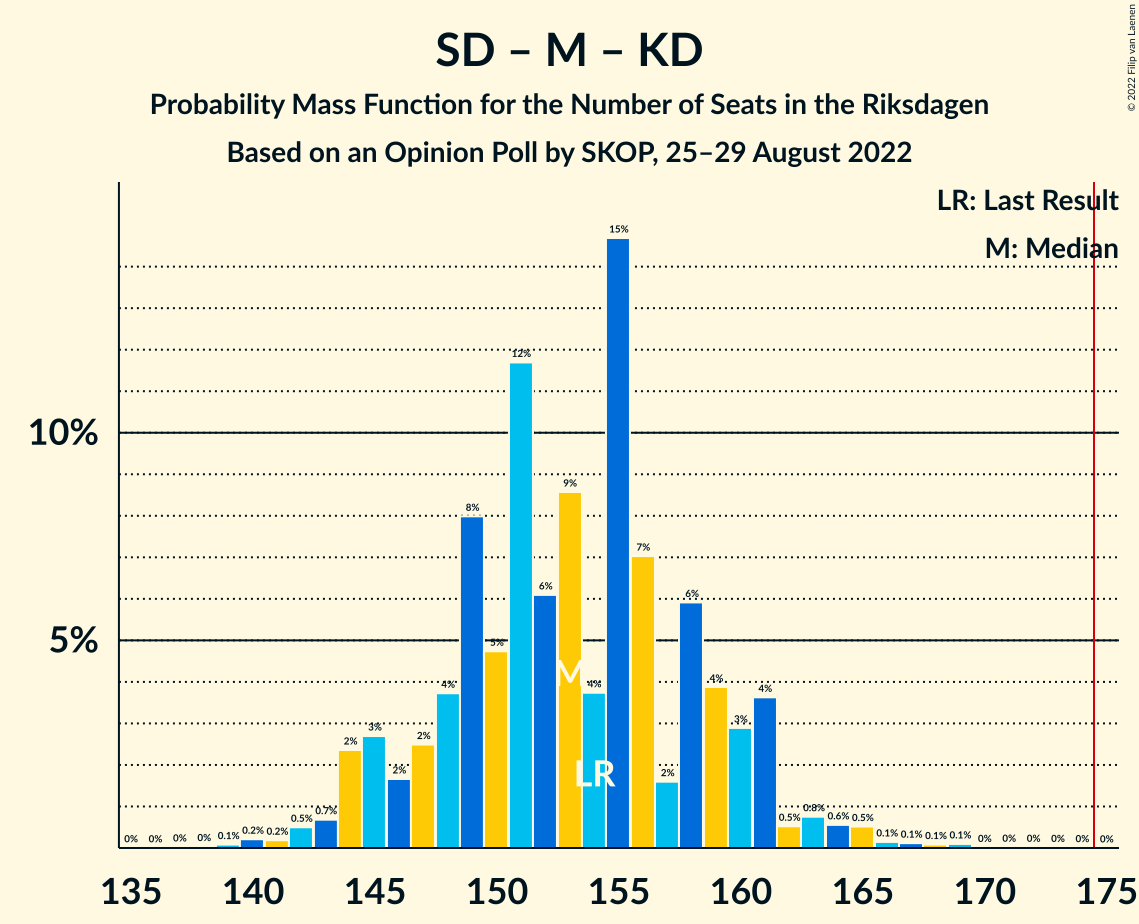 SD – M – KD
Probability Mass Function for the Number of Seats in the Riksdagen
Based on an Opinion Poll by SKOP, 25–29 August 2022
© 2022 Filip van Laenen
LR: Last Result
M: Median
10%
5%
0% 0% 0% 0% 0.1% 0.2% 0.2% 0.5% 0.7% 2% 3% 2% 2% 4% 8% 5% 12% 6% 9% 4% 15% 7% 2% 6% 4% 3% 4% 0.5% 0.8% 0.6% 0.5% 0.1% 0.1% 0.1% 0.1% 0% 0% 0% 0% 0% 0%
M
LR
135 140 145 150 155 160 165 170 175